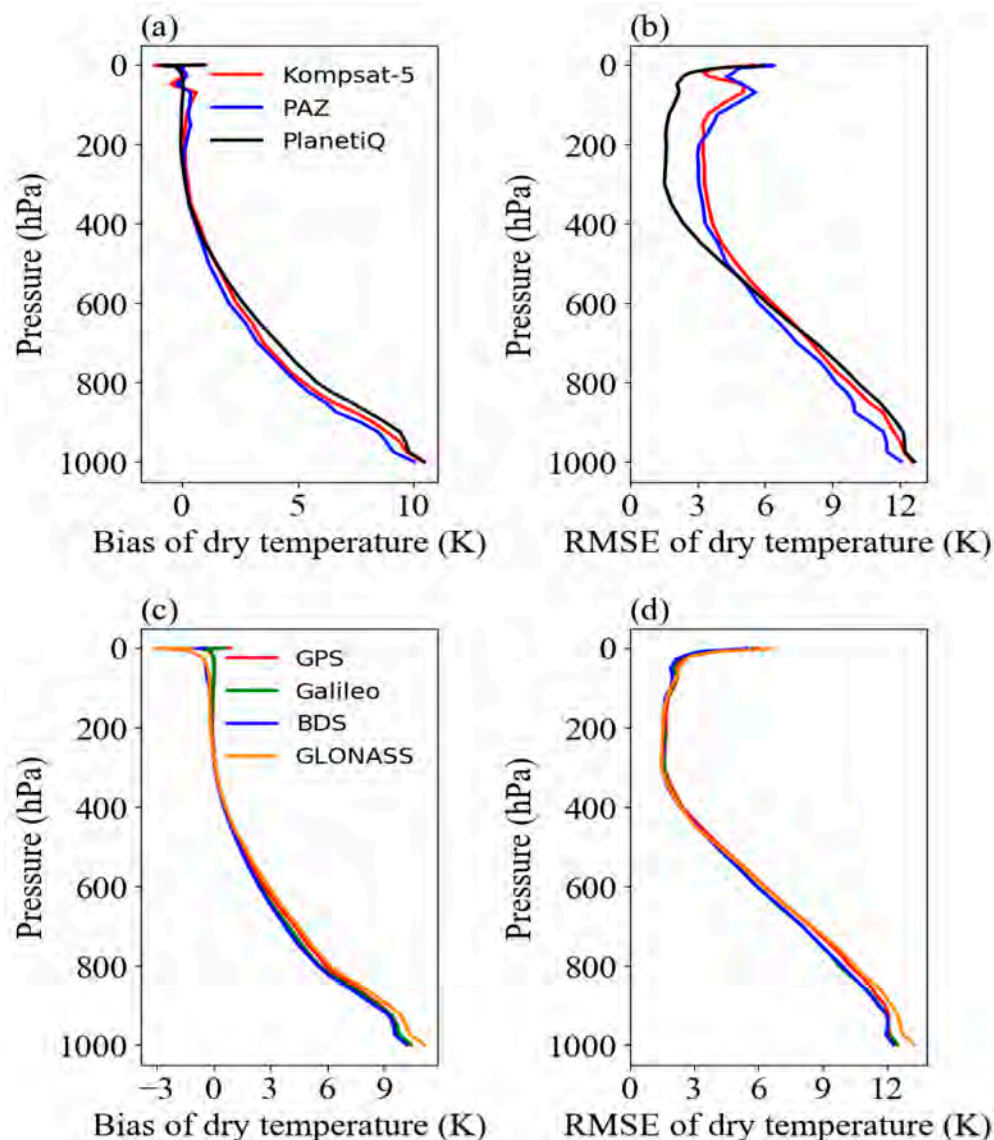 (a)
(b)
0
200
400
600
800
1000
Pressure (hPa)
Kompsat-5
PAZ
PlanetiQ
0
5
10
Bias of dry temperature (K)
0
200
400
600
800
1000
Pressure (hPa)
0
3
6
9
12
RMSE of dry temperature (K)
(c)
(d)
0
200
400
600
800
1000
Pressure (hPa)
GPS
Galileo
BDS
GLONASS
−3
0
3
6
9
Bias of dry temperature (K)
0
200
400
600
800
1000
Pressure (hPa)
0
3
6
9
12
RMSE of dry temperature (K)